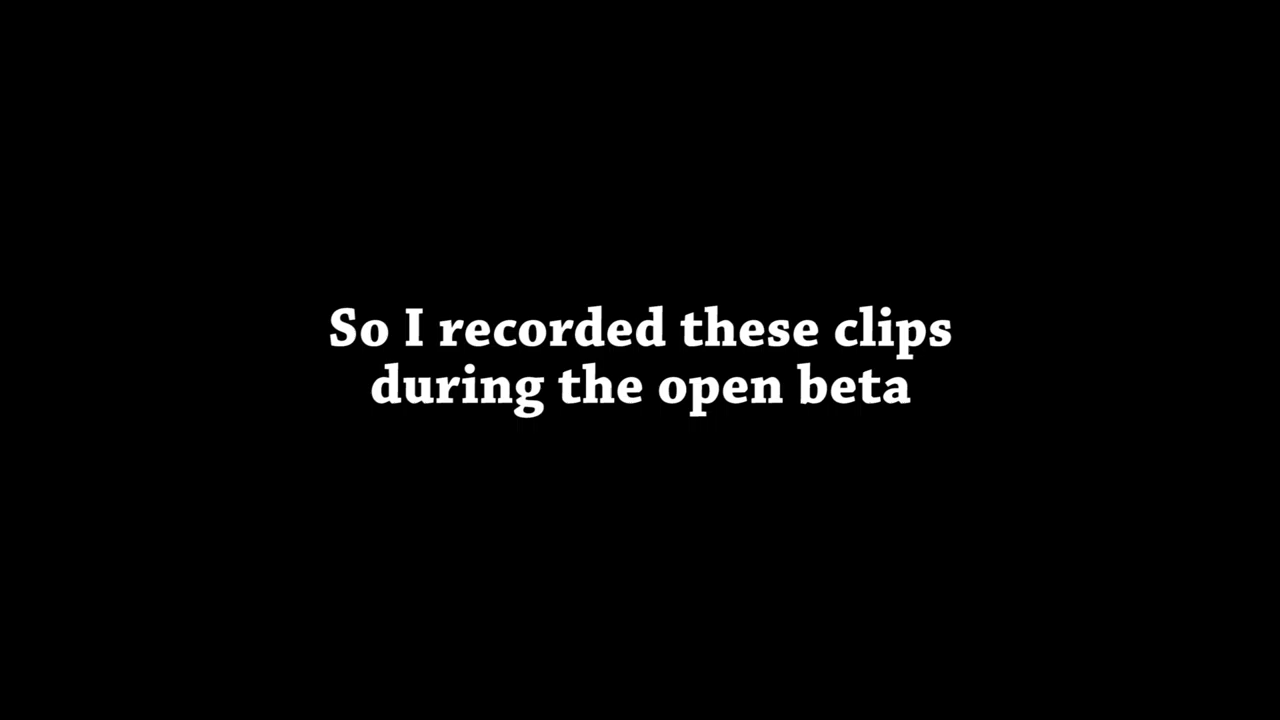 So I recorded these clips
during the open beta